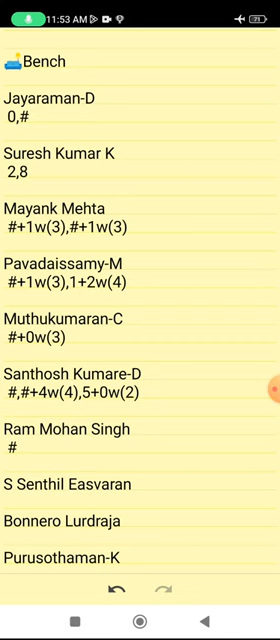 11:53 AM
71
🛋️Bench
Jayaraman-D
0,#
Suresh Kumar K
2,8
Mayank Mehta
#+1w(3),#+1w(3)
Pavadaissamy-M
#+1w(3),1+2w(4)
Muthukumaran-C
#+0w(3)
Santhosh Kumare-D
#,#+4w(4),5+0w(2)
Ram Mohan Singh
#
S Senthil Easvaran
Bonnero Lurdraja
Purusothaman-K